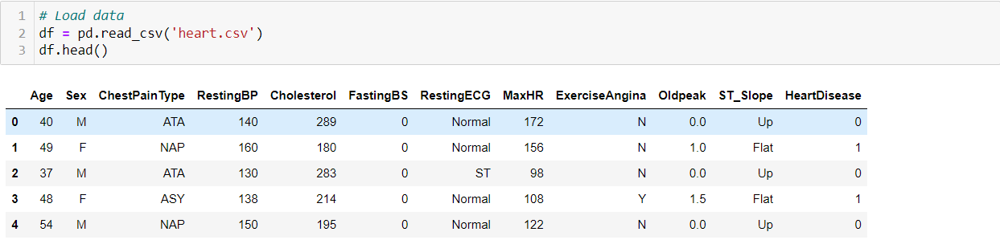 1 # Load data
2 df = pd.read_csv('heart.csv')
3 df.head()
Age Sex ChestPainType RestingBP Cholesterol FastingBS RestingECG MaxHR ExerciseAngina Oldpeak ST_Slope HeartDisease
0 40 M ATA 140 289 0 Normal 172 N 0.0 Up 0
1 49 F NAP 160 180 0 Normal 156 N 1.0 Flat 1
2 37 M ATA 130 283 0 ST 98 N 0.0 Up 0
3 48 F ASY 138 214 0 Normal 108 Y 1.5 Flat 1
4 54 M NAP 150 195 0 Normal 122 N 0.0 Up 0